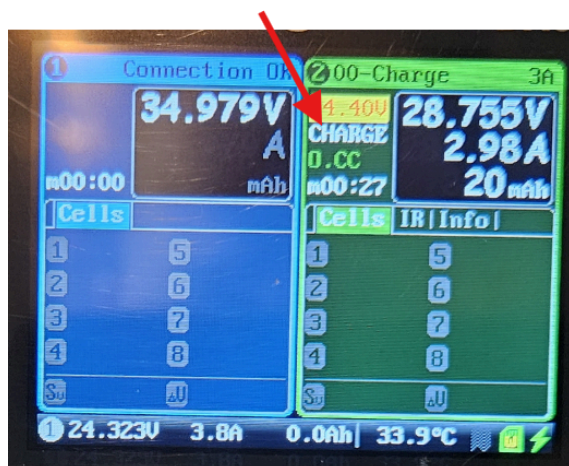 1 Connection OK
34.979V
A
m00:00 mAh
Cells
1 5
2 6
3 7
4 8
Su ΔU
2 00-Charge 3A
4.40V 28.755V
CHARGE 2.98A
0.CC
m00:27 20mAh
Cells IR|Info|
1 5
2 6
3 7
4 8
Su ΔU
1 24.323V 3.8A 0.0Ah| 33.9°C